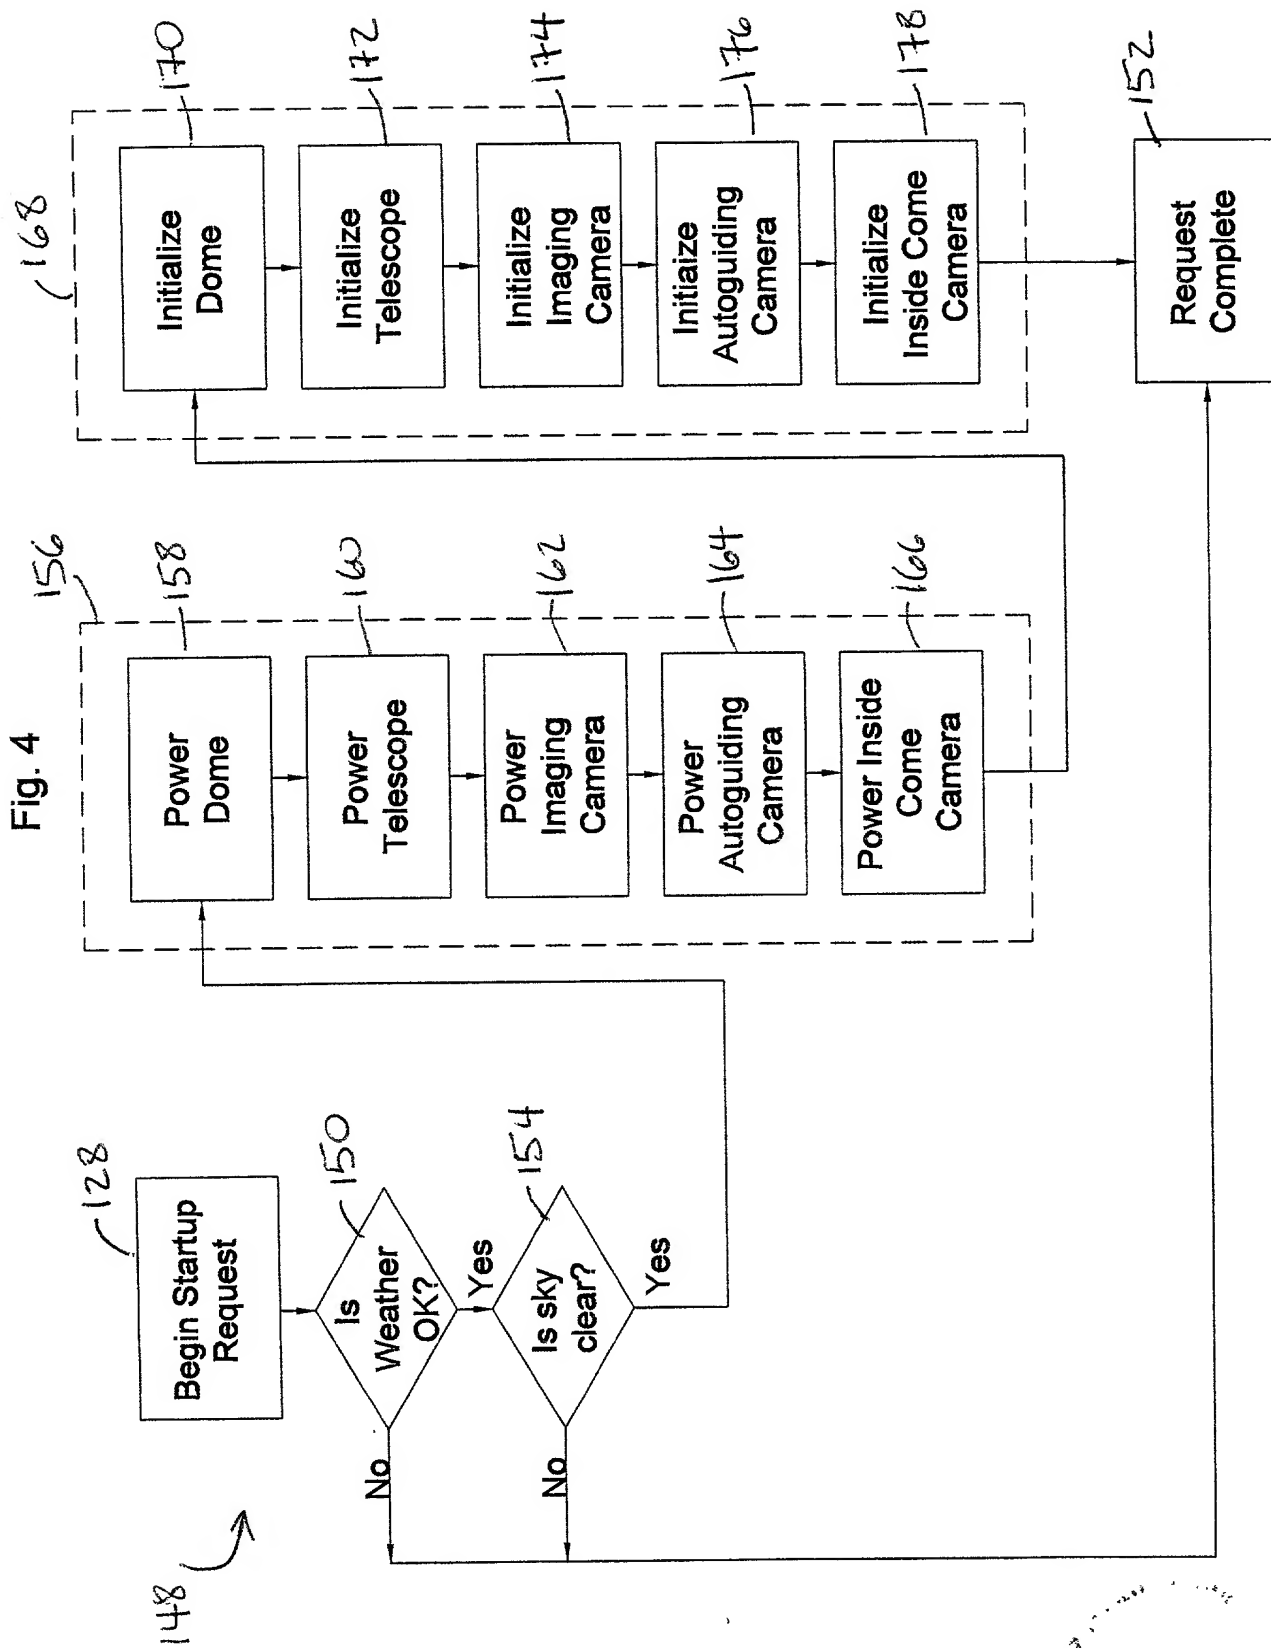 Fig. 4
148
128
Begin Startup
Request
150
Is
Weather
OK?
No
Yes
154
Is sky
clear?
No
Yes
156
158
Power
Dome
160
Power
Telescope
162
Power
Imaging
Camera
164
Power
Autoguiding
Camera
166
Power Inside
Come
Camera
168
170
Initialize
Dome
172
Initialize
Telescope
174
Initialize
Imaging
Camera
176
Initiaize
Autoguiding
Camera
178
Initialize
Inside Come
Camera
152
Request
Complete